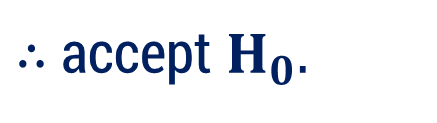 ∴ accept H₀.